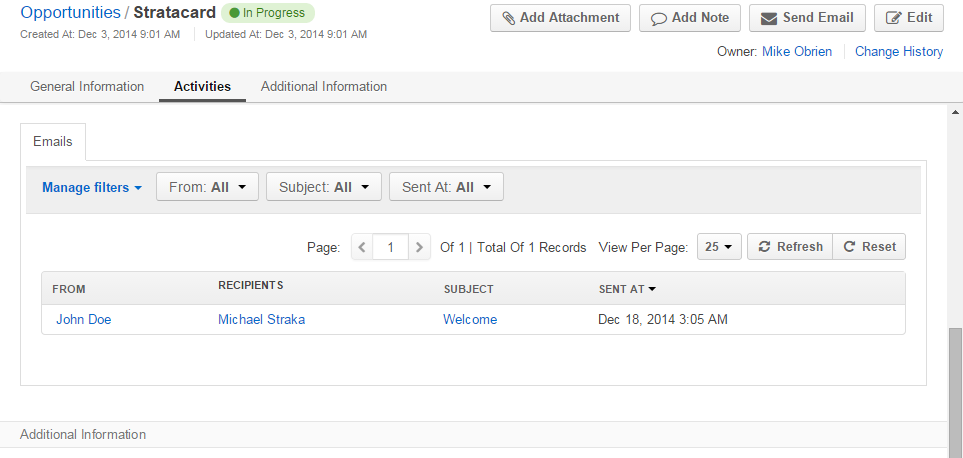 Opportunities / Stratacard In Progress
Add Attachment Add Note Send Email Edit
Created At: Dec 3, 2014 9:01 AM Updated At: Dec 3, 2014 9:01 AM
Owner: Mike Obrien Change History
General Information Activities Additional Information
Emails
Manage filters From: All Subject: All Sent At: All
Page: 1 Of 1 | Total Of 1 Records View Per Page: 25 Refresh Reset
FROM RECIPIENTS SUBJECT SENT AT
John Doe Michael Straka Welcome Dec 18, 2014 3:05 AM
Additional Information